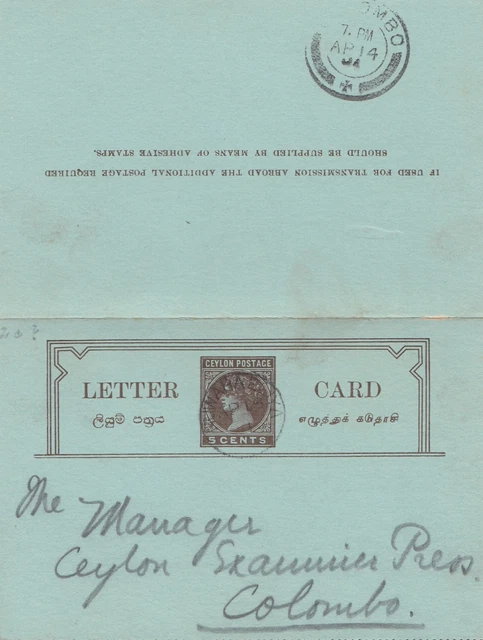 COLOMBO
7. PM
AP 14
IF USED FOR TRANSMISSION ABROAD THE ADDITIONAL POSTAGE REQUIRED
SHOULD BE SUPPLIED BY MEANS OF ADHESIVE STAMPS.
CEYLON POSTAGE
LETTER CARD
ලියුම් පත්‍රය எழுத்துக் கடுதாசி
5 CENTS
The Manager
Ceylon Examiner Press.
Colombo.